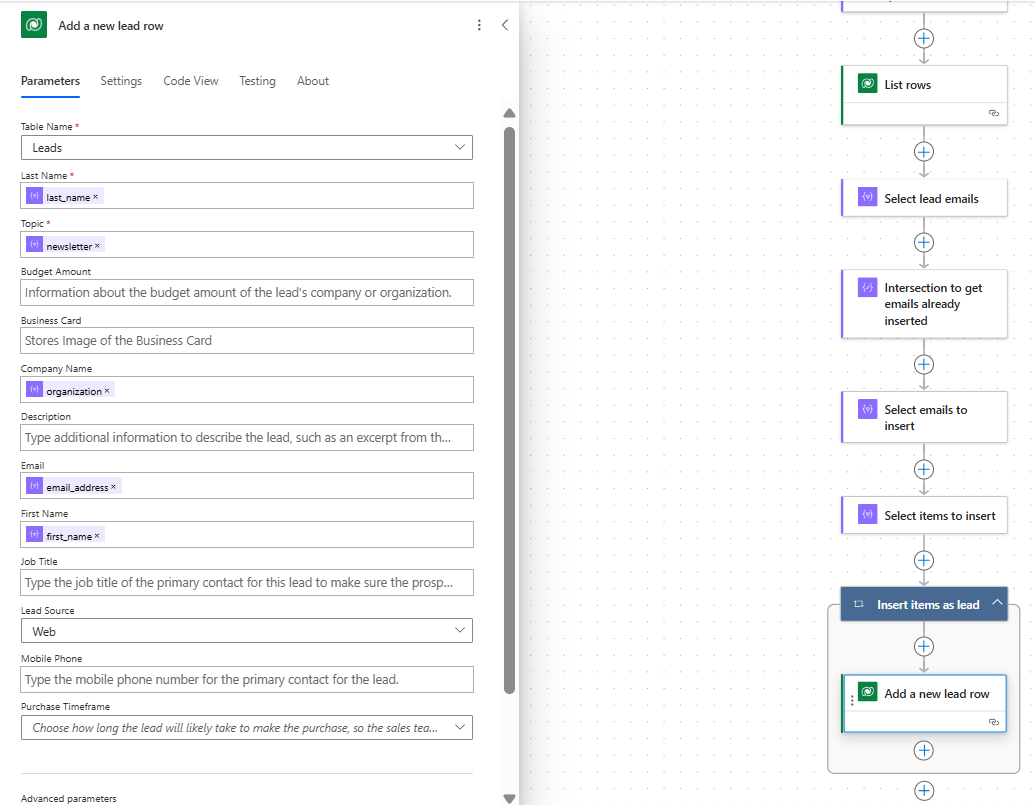 Add a new lead row
Parameters
Settings
Code View
Testing
About
Table Name *
Leads
Last Name *
last_name ×
Topic *
newsletter ×
Budget Amount
Information about the budget amount of the lead's company or organization.
Business Card
Stores Image of the Business Card
Company Name
organization ×
Description
Type additional information to describe the lead, such as an excerpt from th...
Email
email_address ×
First Name
first_name ×
Job Title
Type the job title of the primary contact for this lead to make sure the prosp...
Lead Source
Web
Mobile Phone
Type the mobile phone number for the primary contact for the lead.
Purchase Timeframe
Choose how long the lead will likely take to make the purchase, so the sales tea...
Advanced parameters
List rows
Select lead emails
Intersection to get
emails already
inserted
Select emails to
insert
Select items to insert
Insert items as lead
Add a new lead row